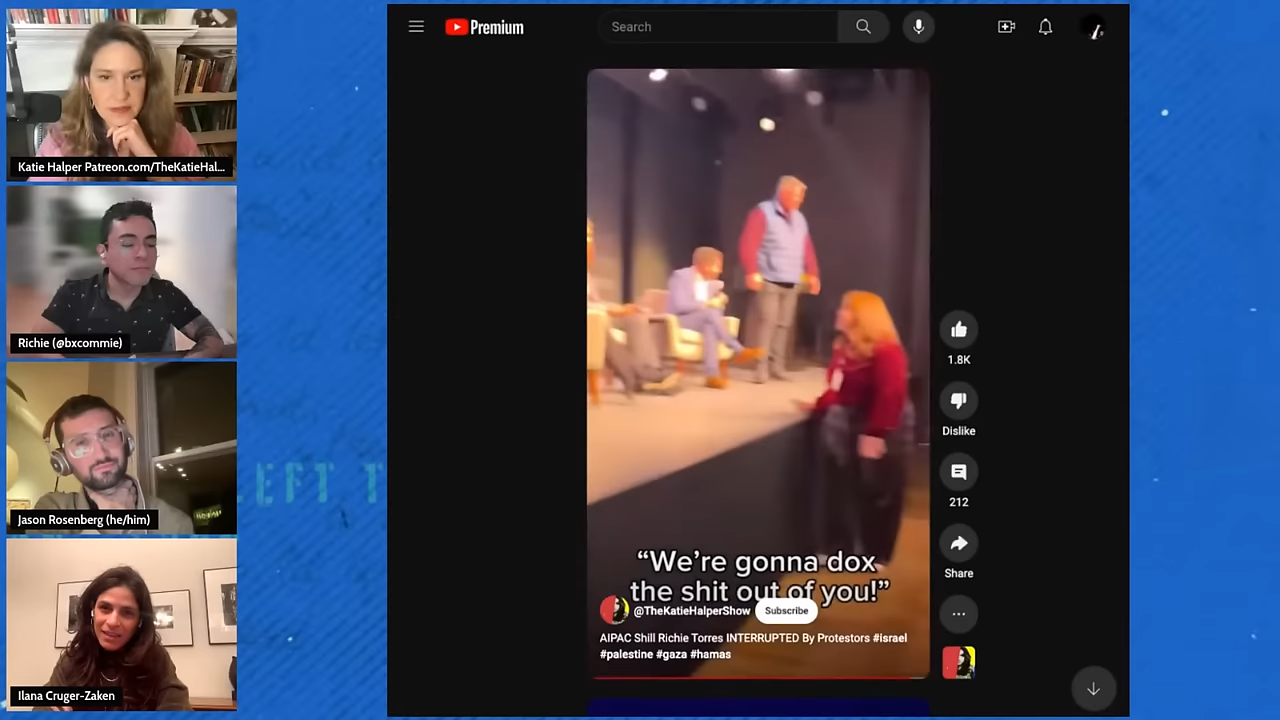 Katie Halper Patreon.com/TheKatieHal...
Richie (@bxcommie)
Jason Rosenberg (he/him)
Ilana Cruger-Zaken
LEFT T
Premium
Search
“We’re gonna dox
the shit out of you!”
@TheKatieHalperShow
Subscribe
AIPAC Shill Richie Torres INTERRUPTED By Protestors #israel
#palestine #gaza #hamas
1.8K
Dislike
212
Share